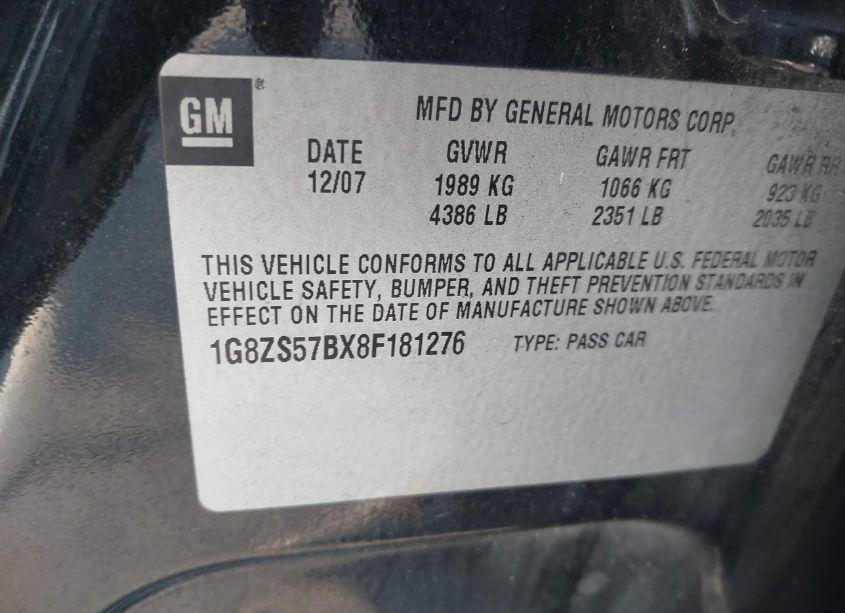 GM ®
MFD BY GENERAL MOTORS CORP.
DATE GVWR GAWR FRT GAWR RR
12/07 1989 KG 1066 KG 923 KG
4386 LB 2351 LB 2035 LB
THIS VEHICLE CONFORMS TO ALL APPLICABLE U.S. FEDERAL MOTOR
VEHICLE SAFETY, BUMPER, AND THEFT PREVENTION STANDARDS IN
EFFECT ON THE DATE OF MANUFACTURE SHOWN ABOVE.
1G8ZS57BX8F181276 TYPE: PASS CAR